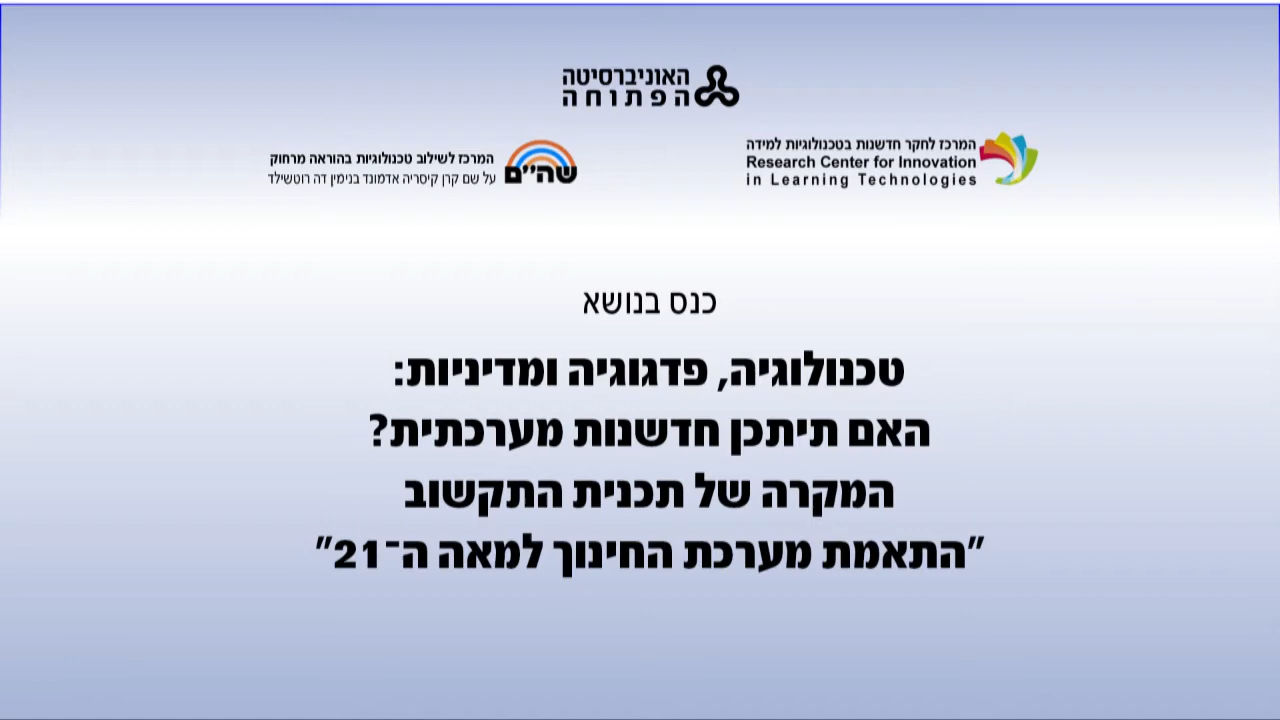 האוניברסיטה
הפתוחה
המרכז לחקר חדשנות בטכנולוגיות למידה
Research Center for Innovation
in Learning Technologies
שה״ם
המרכז לשילוב טכנולוגיות בהוראה מרחוק
על שם קרן קיסריה אדמונד בנימין דה רוטשילד
כנס בנושא
טכנולוגיה, פדגוגיה ומדיניות:
האם תיתכן חדשנות מערכתית?
המקרה של תכנית התקשוב
"התאמת מערכת החינוך למאה ה־21"